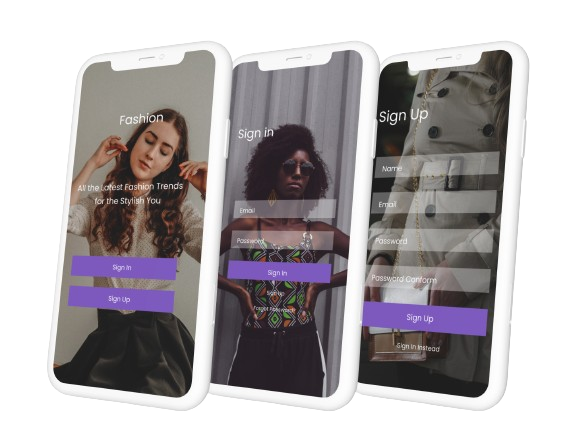 Fashion
All the Latest Fashion Trends
for the Stylish You
Sign In
Sign Up
Sign in
Email
Password
Sign In
Sign Up
Forgot Password?
Sign Up
Name
Email
Password
Password Conform
Sign Up
Sign In Instead